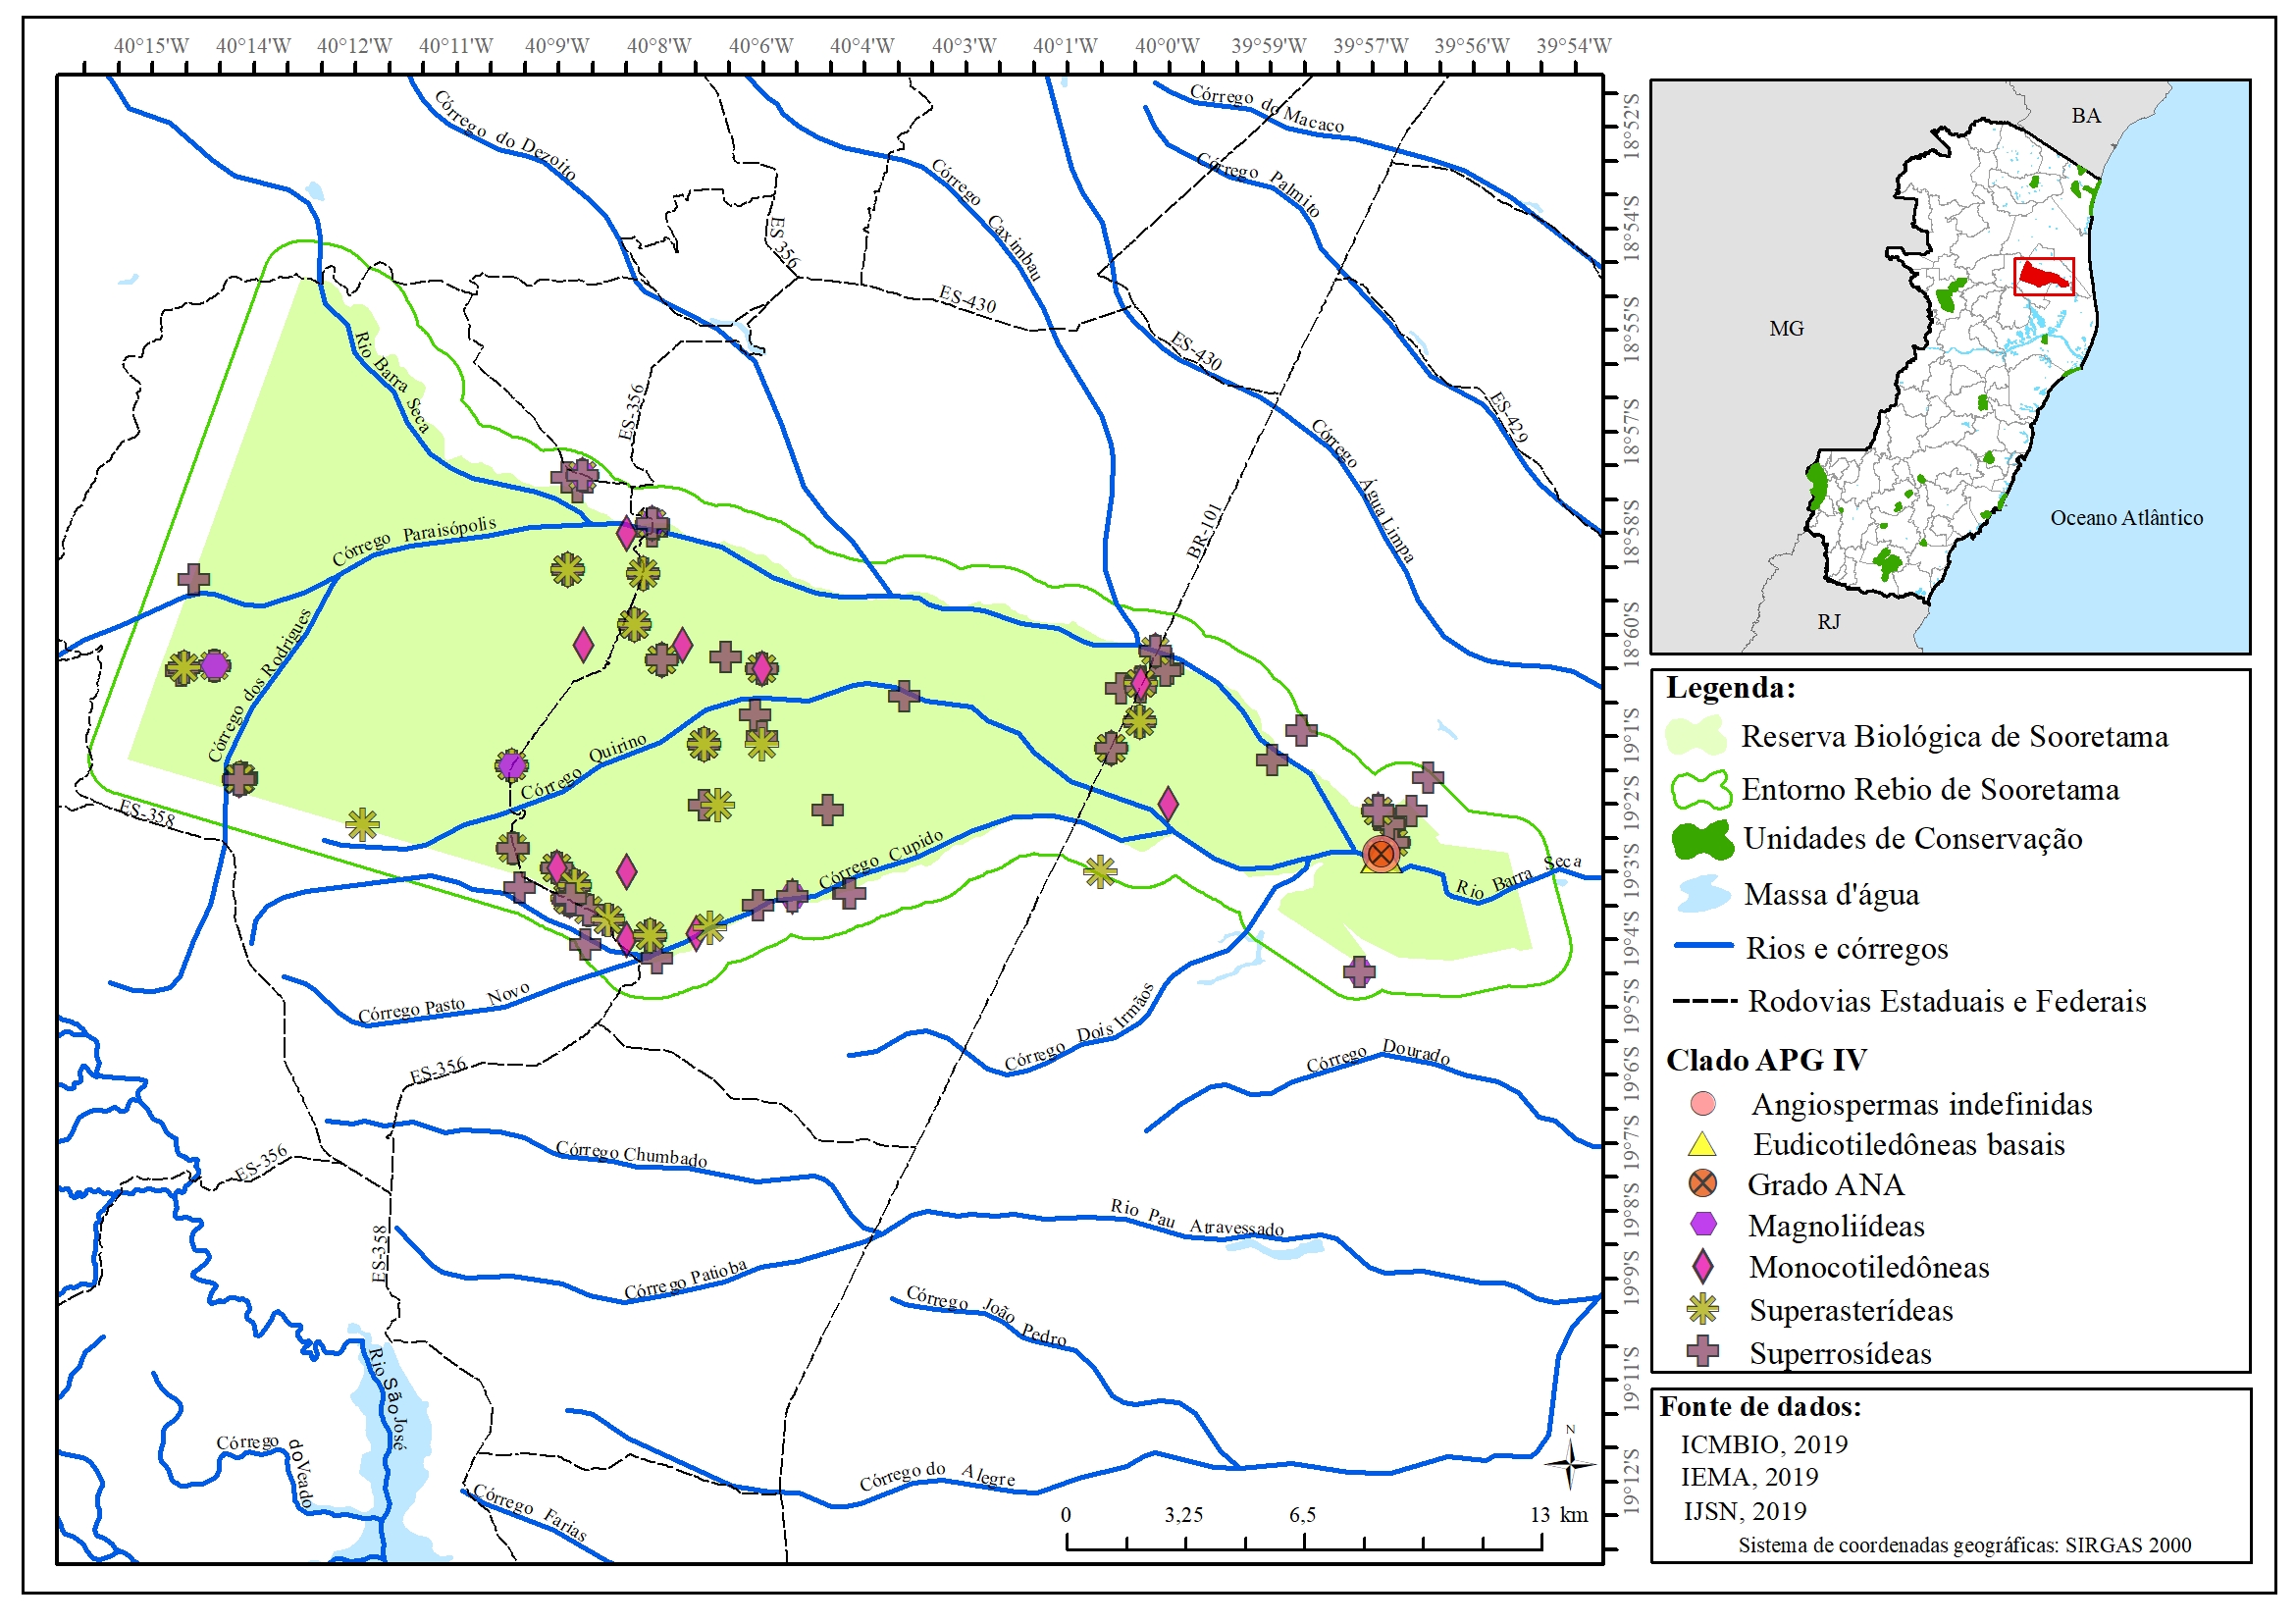 40°15'W 40°14'W 40°12'W 40°11'W 40°9'W 40°8'W 40°6'W 40°4'W 40°3'W 40°1'W 40°0'W 39°59'W 39°57'W 39°56'W 39°54'W
18°52'S
18°54'S
18°55'S
18°57'S
18°58'S
18°60'S
19°1'S
19°2'S
19°3'S
19°4'S
19°5'S
19°6'S
19°7'S
19°8'S
19°9'S
19°11'S
19°12'S
Córrego do Dezoito
Córrego do Macaco
Córrego Palmito
Córrego Caximbau
ES-356
ES-430
ES-430
ES-429
Rio Barra Seca
ES-356
Córrego Água Limpa
BR-101
Córrego Paraisópolis
Córrego dos Rodrigues
Córrego Quirino
ES-358
Córrego Cupido
Rio Barra Seca
Córrego Pasto Novo
Córrego Dois Irmãos
Córrego Dourado
ES-356
ES-356
Córrego Chumbado
ES-358
Rio Pau Atravessado
Córrego Patioba
Córrego João Pedro
Rio São José
Córrego do Veado
Córrego do Alegre
Córrego Farias
N
0 3,25 6,5 13 km
BA
MG
Oceano Atlântico
RJ
Legenda:
Reserva Biológica de Sooretama
Entorno Rebio de Sooretama
Unidades de Conservação
Massa d'água
Rios e córregos
Rodovias Estaduais e Federais
Clado APG IV
Angiospermas indefinidas
Eudicotiledôneas basais
Grado ANA
Magnoliídeas
Monocotiledôneas
Superasterídeas
Superrosídeas
Fonte de dados:
ICMBIO, 2019
IEMA, 2019
IJSN, 2019
Sistema de coordenadas geográficas: SIRGAS 2000